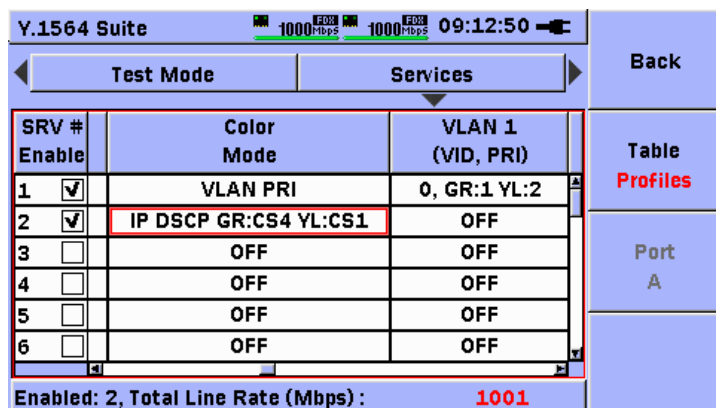 Y.1564 Suite 1000 FDX Mbps 1000 FDX Mbps 09:12:50
Back
Test Mode Services
SRV # Enable Color Mode VLAN 1 (VID, PRI)
Table
Profiles
1 VLAN PRI 0, GR:1 YL:2
2 IP DSCP GR:CS4 YL:CS1 OFF
3 OFF OFF
Port
A
4 OFF OFF
5 OFF OFF
6 OFF OFF
Enabled: 2, Total Line Rate (Mbps) : 1001